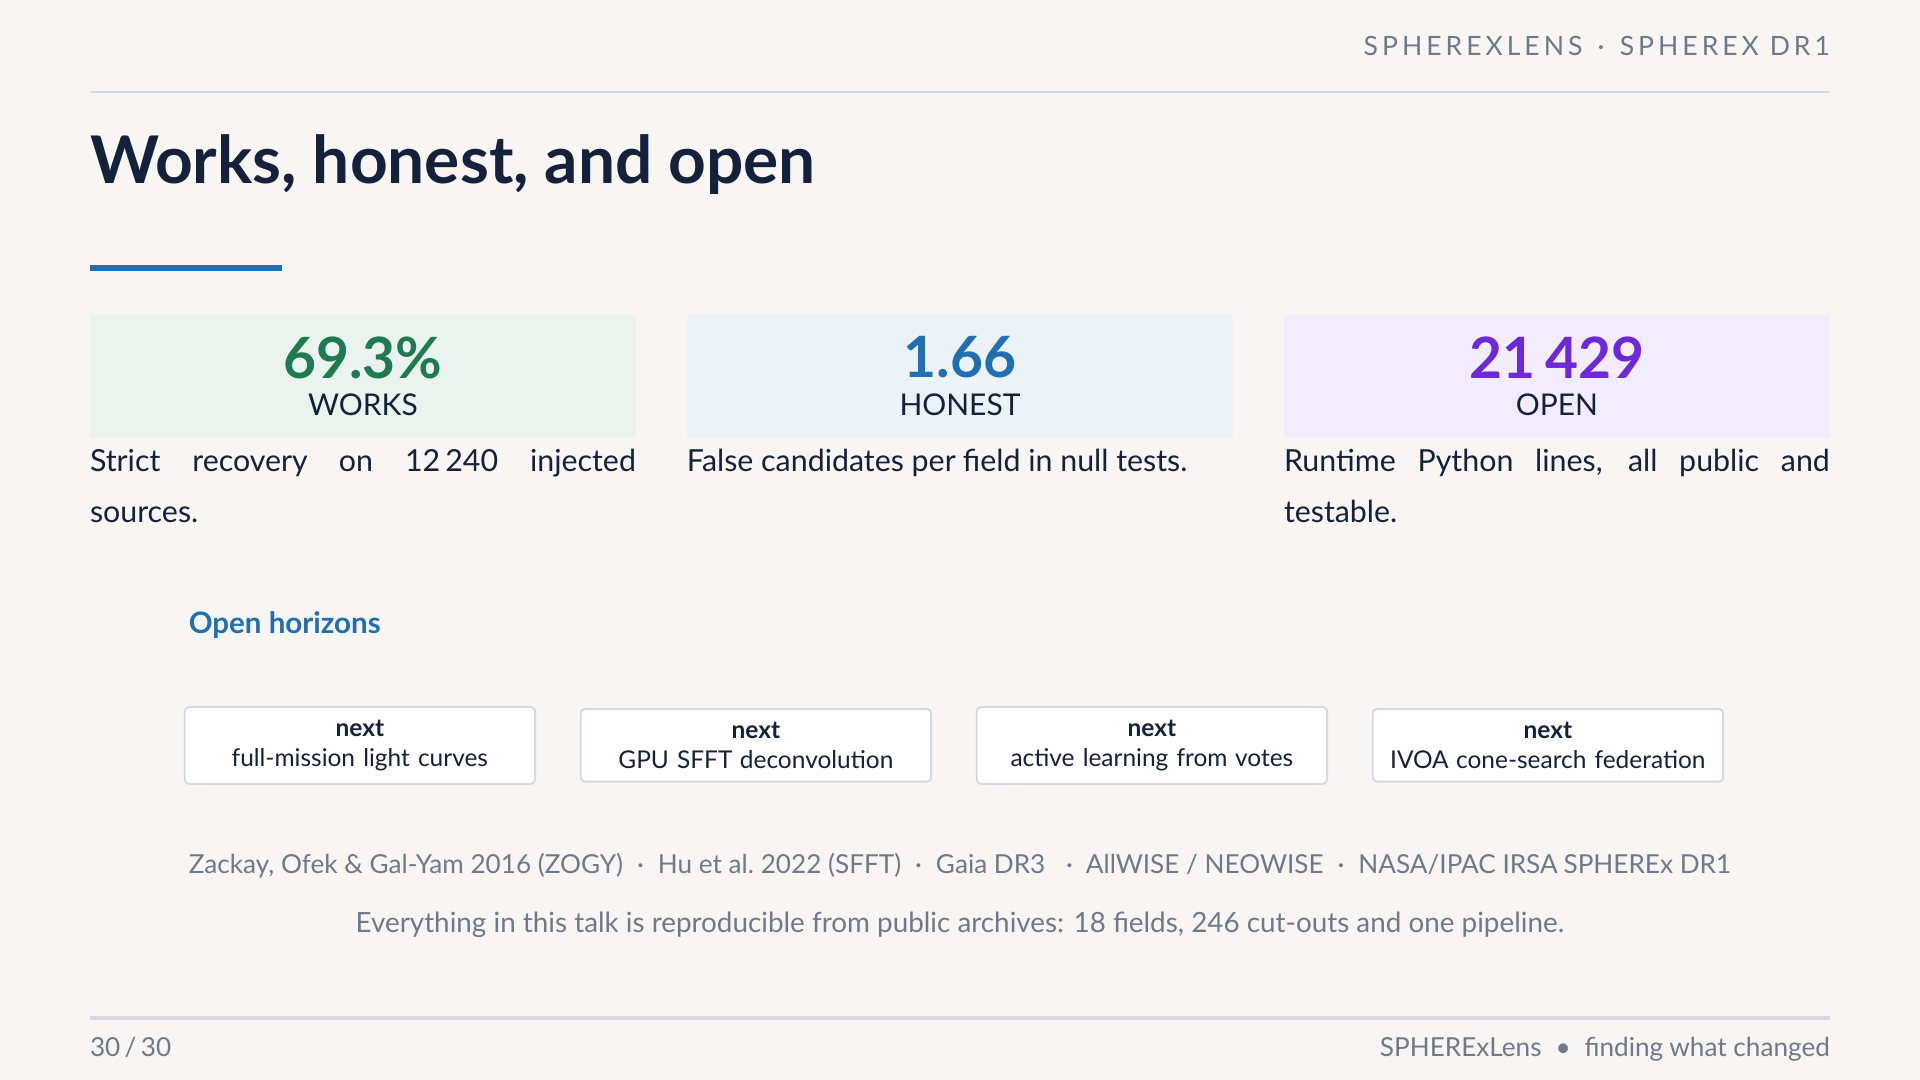 SPHEREXLENS · SPHEREX DR1
Works, honest, and open
69.3%
WORKS
Strict recovery on 12 240 injected
sources.
1.66
HONEST
False candidates per field in null tests.
21 429
OPEN
Runtime Python lines, all public and
testable.
Open horizons
next
full-mission light curves
next
GPU SFFT deconvolution
next
active learning from votes
next
IVOA cone-search federation
Zackay, Ofek & Gal-Yam 2016 (ZOGY) · Hu et al. 2022 (SFFT) · Gaia DR3 · AllWISE / NEOWISE · NASA/IPAC IRSA SPHEREx DR1
Everything in this talk is reproducible from public archives: 18 fields, 246 cut-outs and one pipeline.
30 / 30
SPHERExLens • finding what changed